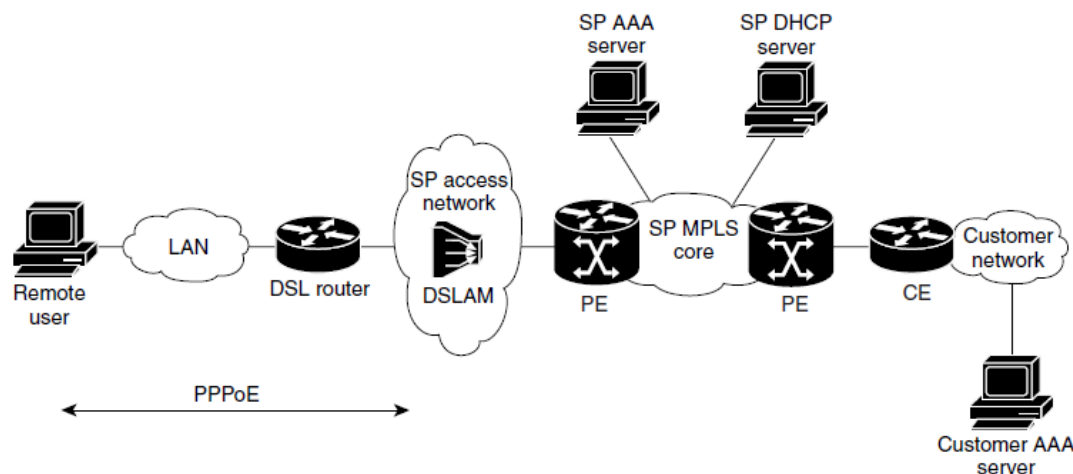 SP AAA
server
SP DHCP
server
SP access
network
LAN
SP MPLS
core
Customer
network
Remote
user
DSL router
DSLAM
PE
PE
CE
PPPoE
Customer AAA
server